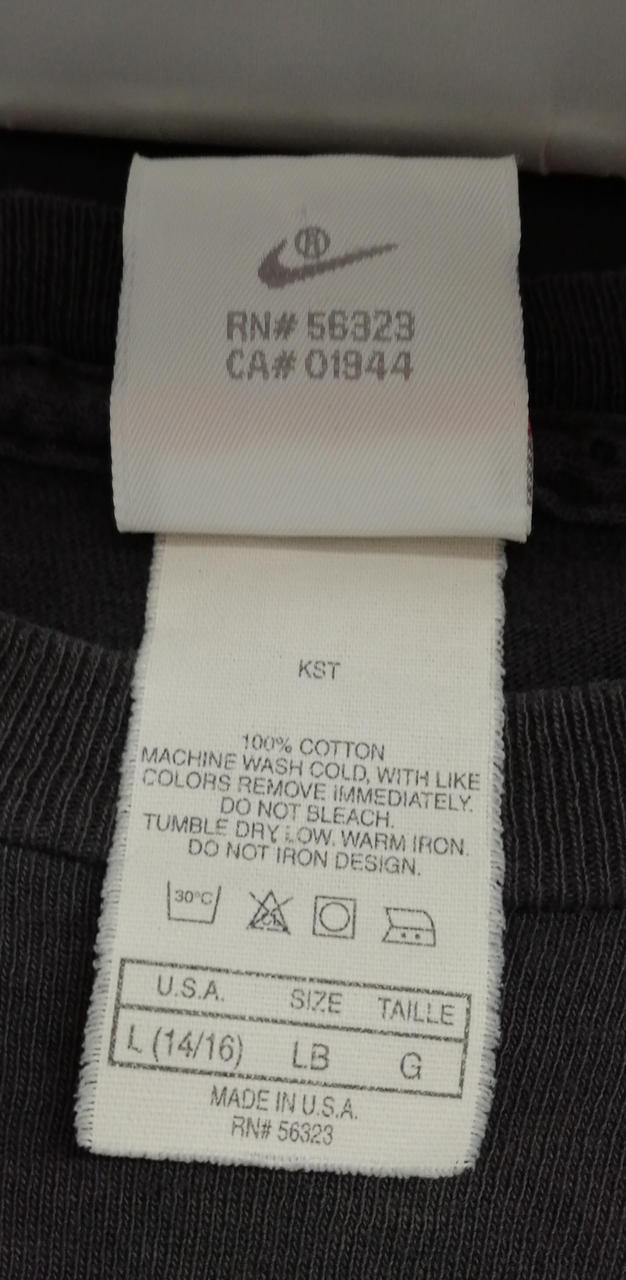 ®
RN# 56323
CA# 01944
KST
100% COTTON
MACHINE WASH COLD, WITH LIKE
COLORS REMOVE IMMEDIATELY.
DO NOT BLEACH.
TUMBLE DRY LOW. WARM IRON.
DO NOT IRON DESIGN.
30°C CL
U.S.A. SIZE TAILLE
L (14/16) LB G
MADE IN U.S.A.
RN# 56323